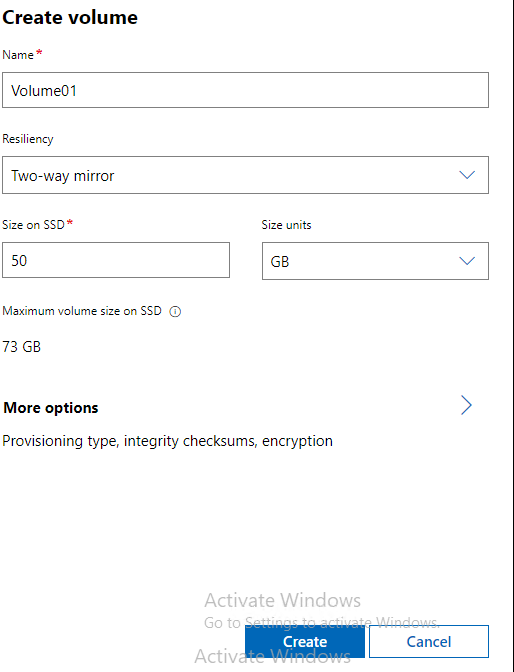 Create volume
Name*
Volume01
Resiliency
Two-way mirror
Size on SSD* Size units
50 GB
Maximum volume size on SSD
73 GB
More options
Provisioning type, integrity checksums, encryption
Activate Windows
Go to Settings to activate Windows.
Create Cancel
Activate Windows